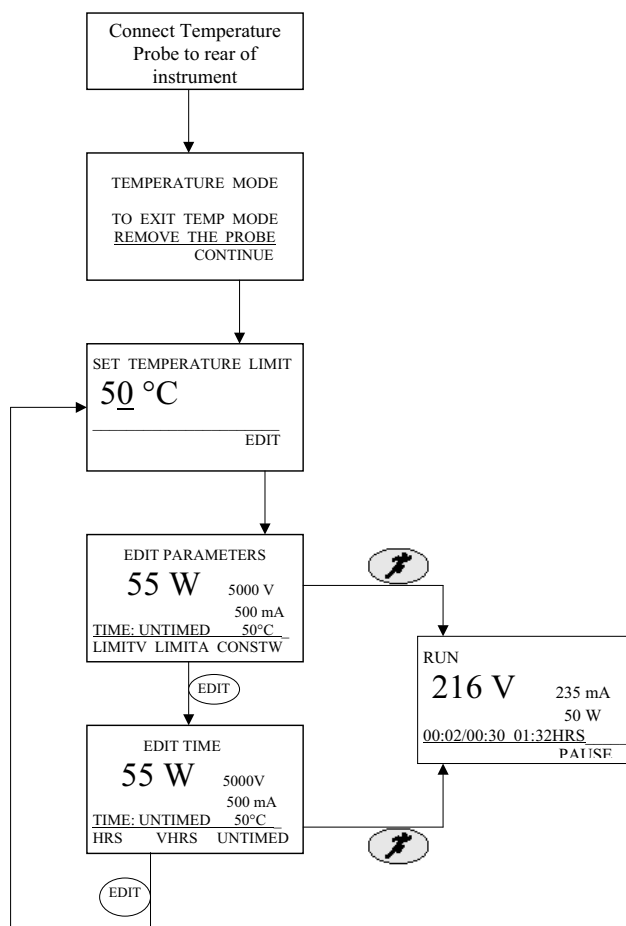 Connect Temperature
Probe to rear of
instrument
TEMPERATURE MODE
TO EXIT TEMP MODE
REMOVE THE PROBE
CONTINUE
SET TEMPERATURE LIMIT
50 °C
EDIT
EDIT PARAMETERS
55 W 5000 V
500 mA
TIME: UNTIMED 50°C
LIMITV LIMITA CONSTW
EDIT
RUN
216 V 235 mA
50 W
00:02/00:30 01:32HRS
PAUSE
EDIT TIME
55 W 5000V
500 mA
TIME: UNTIMED 50°C
HRS VHRS UNTIMED
EDIT